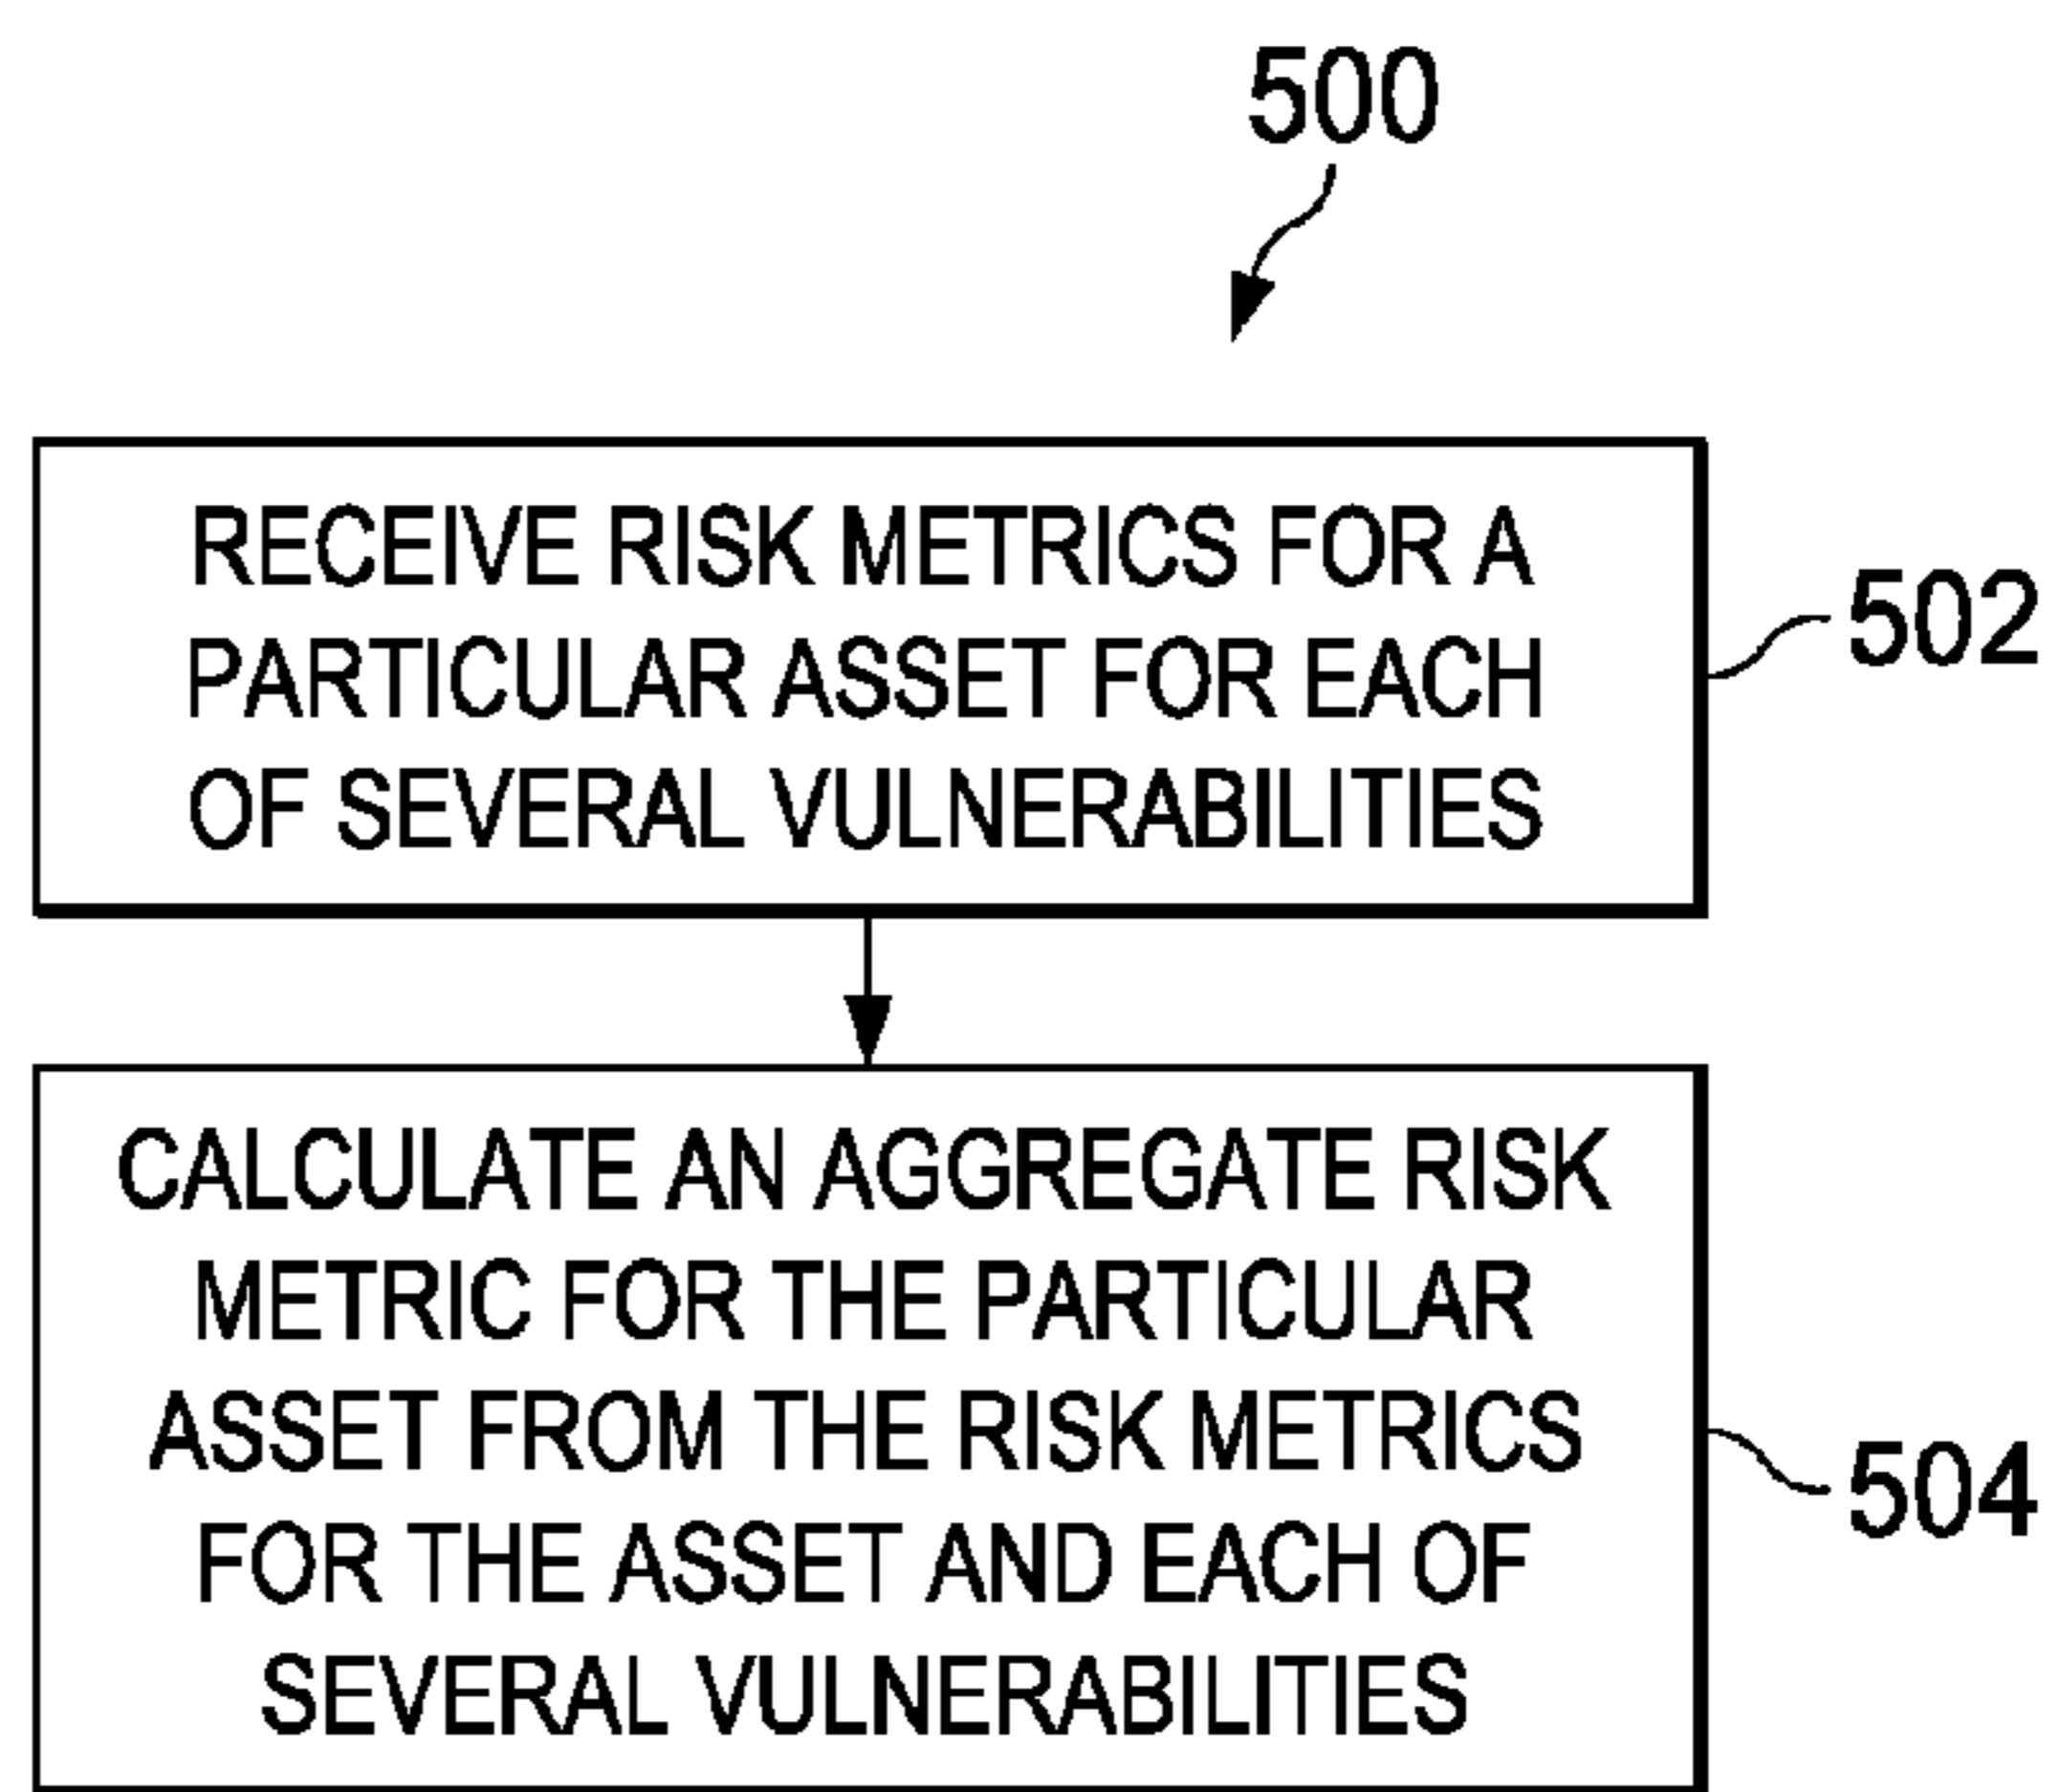 500
RECEIVE RISK METRICS FOR A
PARTICULAR ASSET FOR EACH
OF SEVERAL VULNERABILITIES
502
CALCULATE AN AGGREGATE RISK
METRIC FOR THE PARTICULAR
ASSET FROM THE RISK METRICS
FOR THE ASSET AND EACH OF
SEVERAL VULNERABILITIES
504